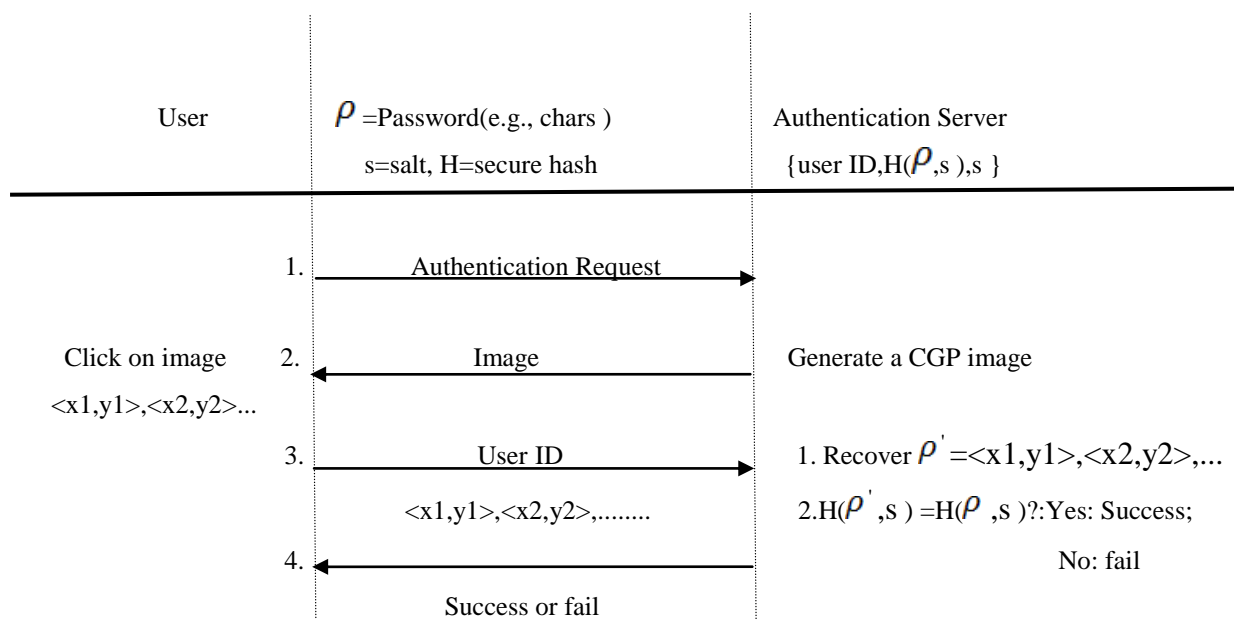 User
ρ =Password(e.g., chars )
Authentication Server
s=salt, H=secure hash
{user ID,H(ρ,s ),s }
1.
Authentication Request
Click on image
2.
Image
Generate a CGP image
<x1,y1>,<x2,y2>...
3.
User ID
1. Recover ρ'=<x1,y1>,<x2,y2>,...
<x1,y1>,<x2,y2>,........
2.H(ρ',s ) =H(ρ ,s )?:Yes: Success;
4.
No: fail
Success or fail